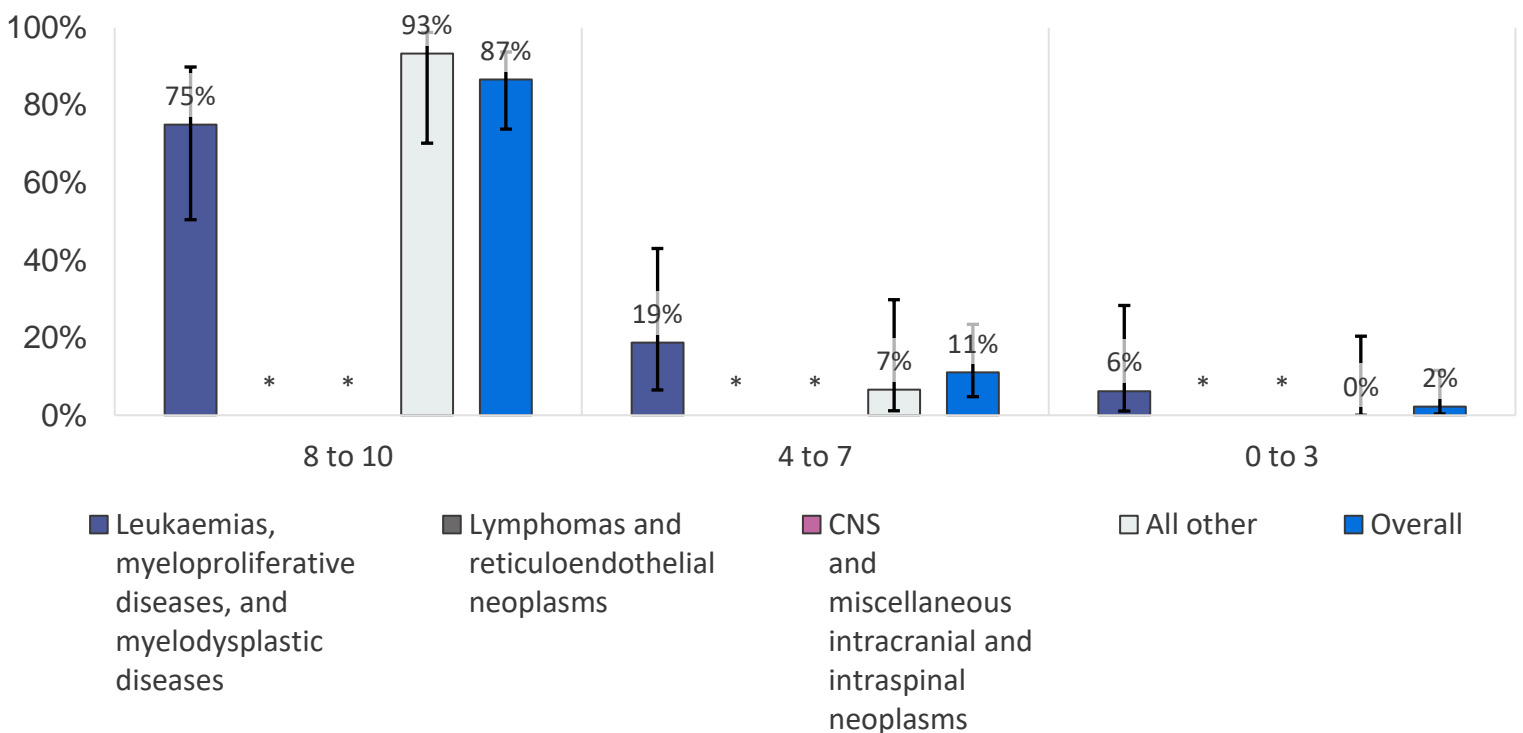 100%
80%
60%
40%
20%
0%
75%
*
*
93%
87%
19%
*
*
7%
11%
6%
*
*
0%
2%
8 to 10
4 to 7
0 to 3
Leukaemias,
myeloproliferative
diseases, and
myelodysplastic
diseases
Lymphomas and
reticuloendothelial
neoplasms
CNS
and
miscellaneous
intracranial and
intraspinal
neoplasms
All other
Overall